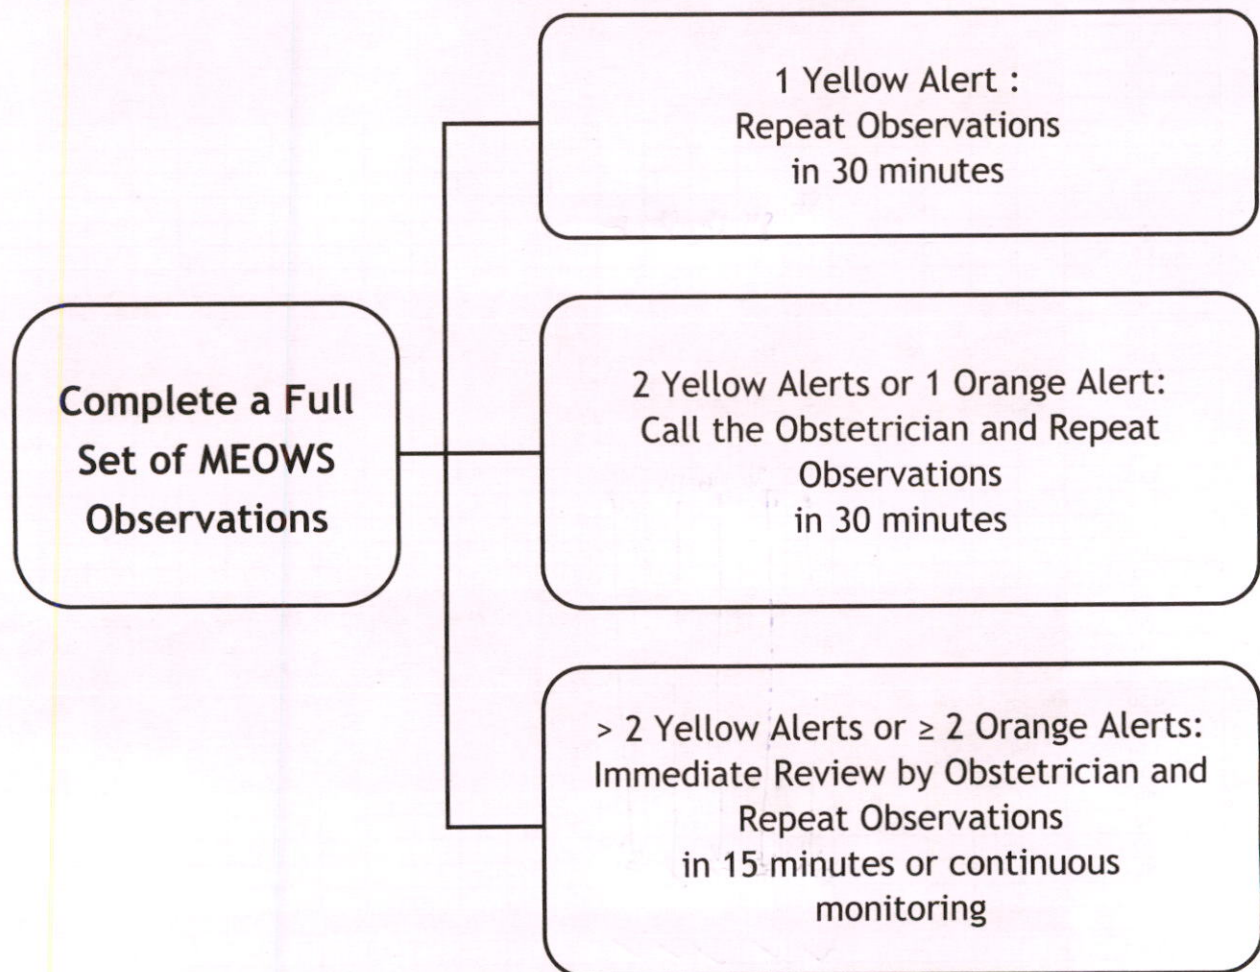 Complete a Full
Set of MEOWS
Observations
1 Yellow Alert :
Repeat Observations
in 30 minutes
2 Yellow Alerts or 1 Orange Alert:
Call the Obstetrician and Repeat
Observations
in 30 minutes
> 2 Yellow Alerts or ≥ 2 Orange Alerts:
Immediate Review by Obstetrician and
Repeat Observations
in 15 minutes or continuous
monitoring